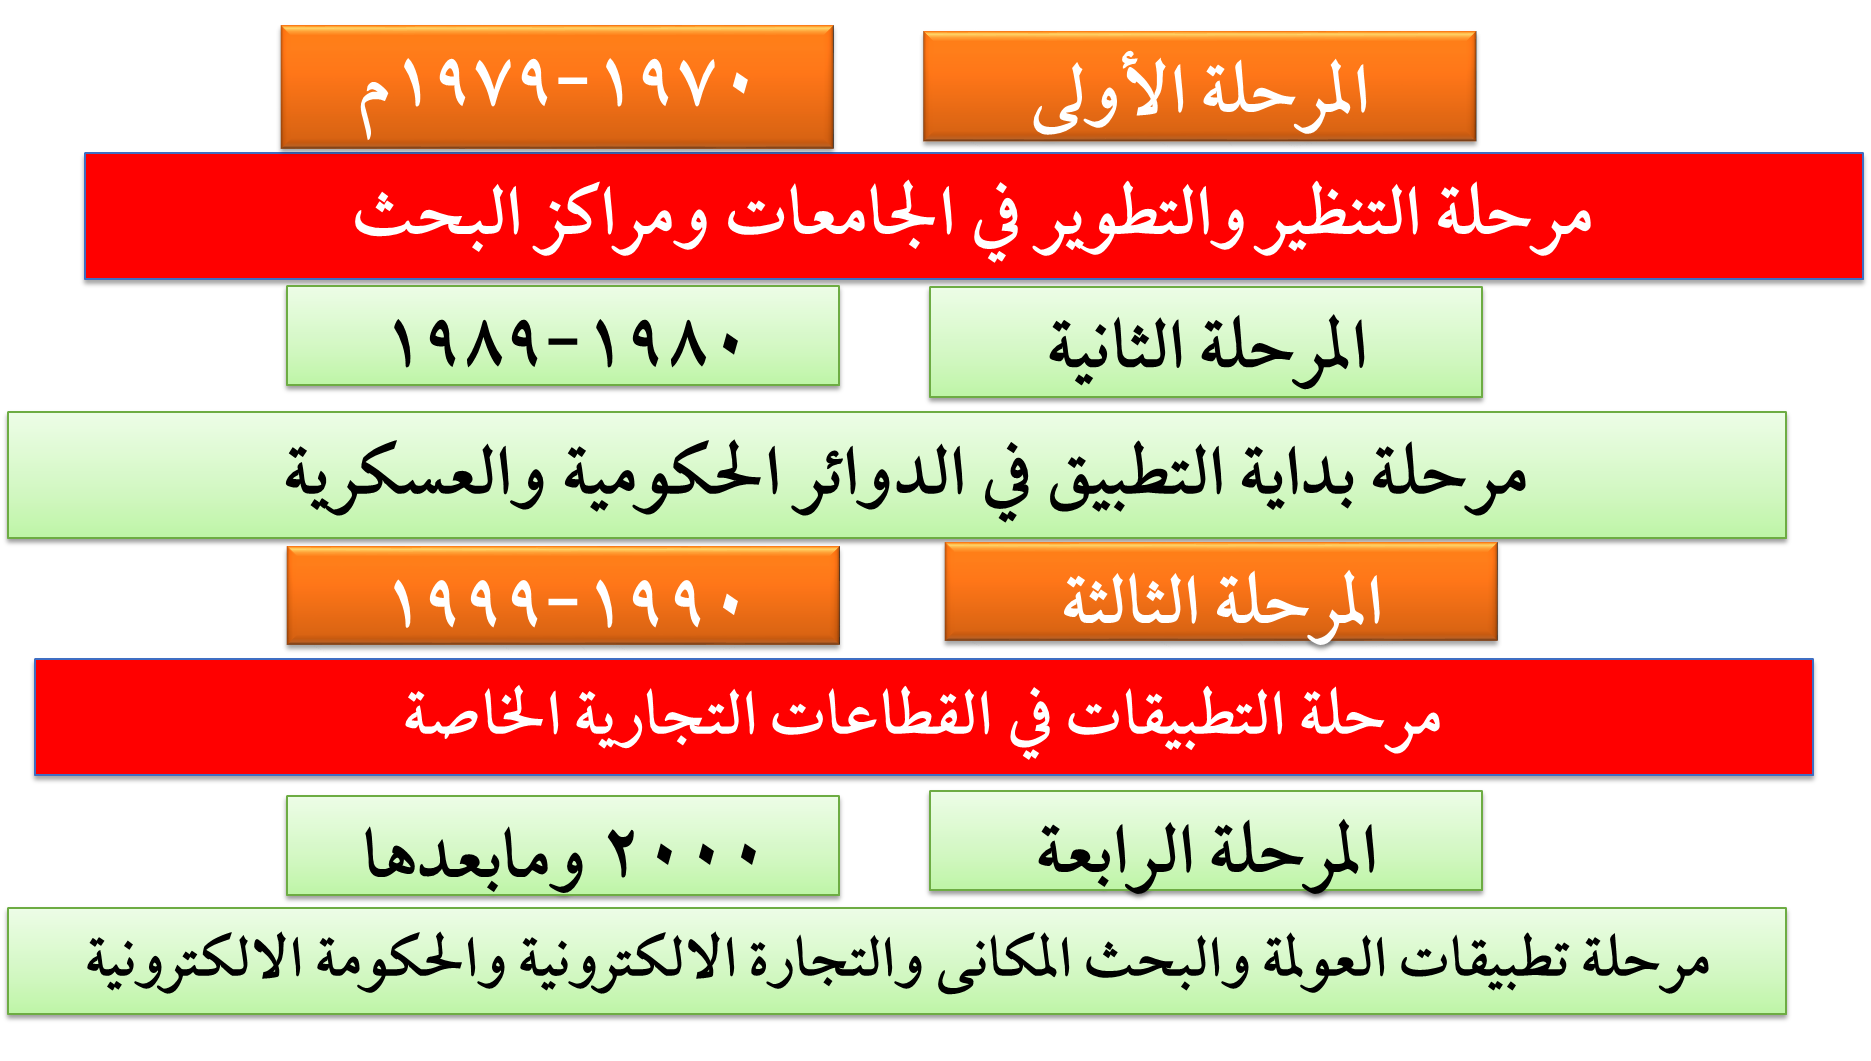 المرحلة الأولى
١٩٧٠-١٩٧٩م
مرحلة التنظير والتطوير في الجامعات ومراكز البحث
المرحلة الثانية
١٩٨٠-١٩٨٩
مرحلة بداية التطبيق في الدوائر الحكومية والعسكرية
المرحلة الثالثة
١٩٩٠-١٩٩٩
مرحلة التطبيقات في القطاعات التجارية الخاصة
المرحلة الرابعة
٢٠٠٠ ومابعدها
مرحلة تطبيقات العولمة والبحث المكانى والتجارة الالكترونية والحكومة الالكترونية